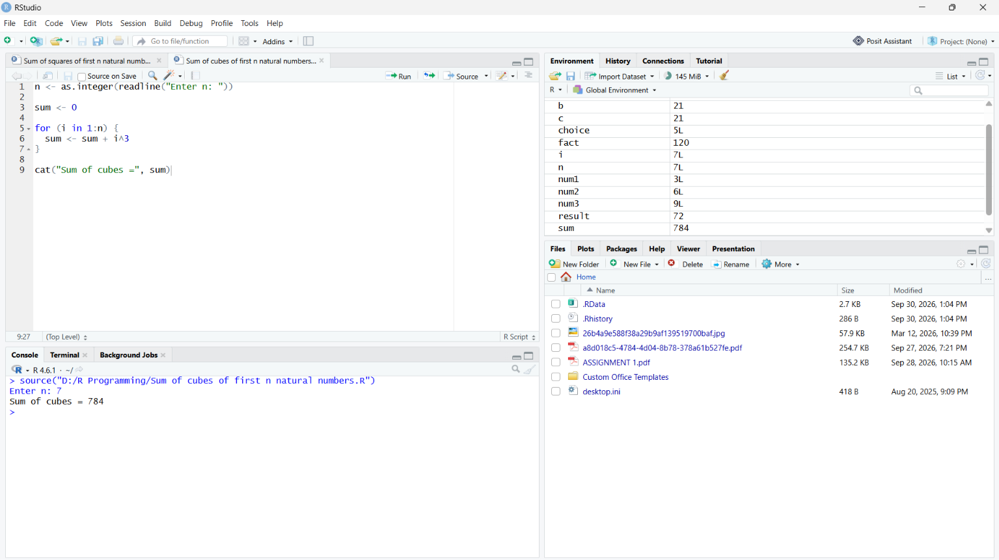 RStudio
File Edit Code View Plots Session Build Debug Profile Tools Help
Go to file/function Addins Posit Assistant Project: (None)
Sum of squares of first n natural numb... Sum of cubes of first n natural numbers...
Source on Save Run Source
1 n <- as.integer(readline("Enter n: "))
2
3 sum <- 0
4
5 for (i in 1:n) {
6 sum <- sum + i^3
7 }
8
9 cat("Sum of cubes =", sum)
9:27 (Top Level) R Script
Console Terminal Background Jobs
R 4.6.1 · ~/
> source("D:/R Programming/Sum of cubes of first n natural numbers.R")
Enter n: 7
Sum of cubes = 784
>
Environment History Connections Tutorial
Import Dataset 145 MiB List
R Global Environment
b 21
c 21
choice 5L
fact 120
i 7L
n 7L
num1 3L
num2 6L
num3 9L
result 72
sum 784
Files Plots Packages Help Viewer Presentation
New Folder New File Delete Rename More
Home ...
Name Size Modified
.RData 2.7 KB Sep 30, 2026, 1:04 PM
.Rhistory 286 B Sep 30, 2026, 1:04 PM
26b4a9e588f38a29b9af139519700baf.jpg 57.9 KB Mar 12, 2026, 10:39 PM
a8d018c5-4784-4d04-8b78-378a61b527fe.pdf 254.7 KB Sep 27, 2026, 7:21 PM
ASSIGNMENT 1.pdf 135.2 KB Sep 28, 2026, 10:15 AM
Custom Office Templates
desktop.ini 418 B Aug 20, 2025, 9:09 PM